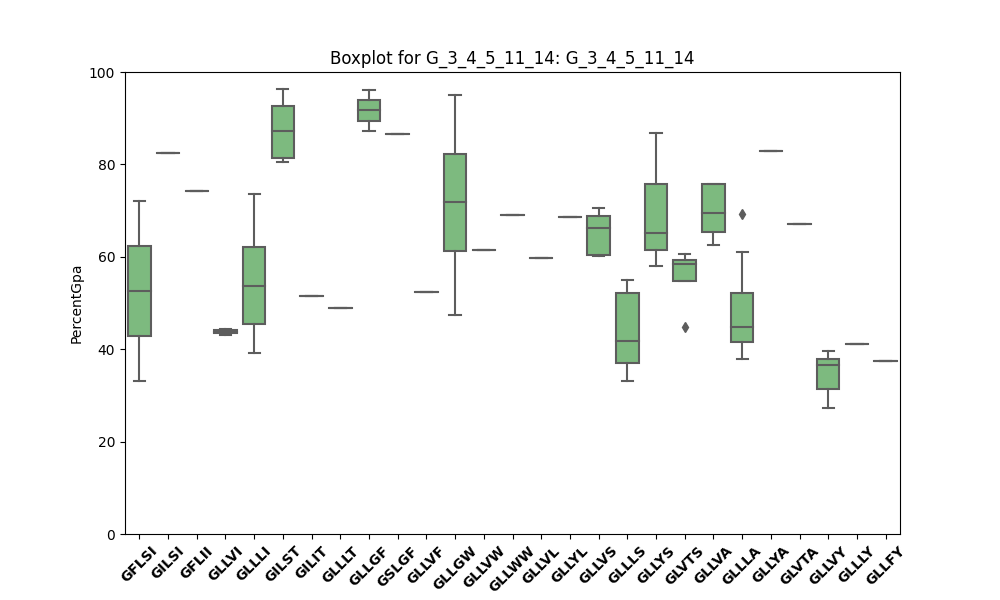 Boxplot for G_3_4_5_11_14: G_3_4_5_11_14
PercentGpa
100
80
60
40
20
0
GFLSI GILSI GFLII GLLVI GLLLI GILST GILIT GLLLT GLLGF GSLGF GLLVF GLLGW GLLVW GLLWW GLLVL GLLYL GLLVS GLLLS GLLYS GLVTS GLLVA GLLLA GLLYA GLVTA GLLVY GLLLY GLLFY